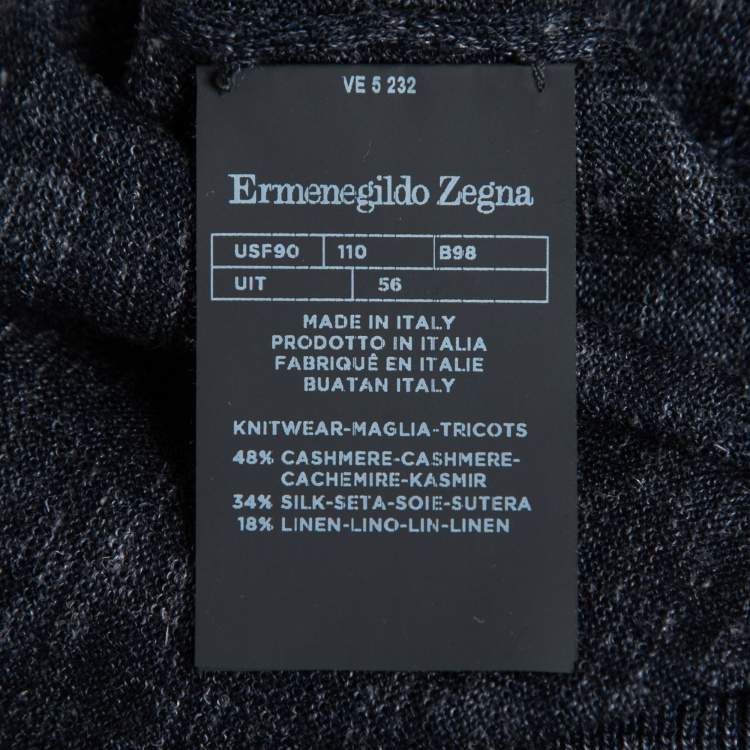 VE 5 232
Ermenegildo Zegna
USF90 110 B98
UIT 56
MADE IN ITALY
PRODOTTO IN ITALIA
FABRIQUÊ EN ITALIE
BUATAN ITALY
KNITWEAR-MAGLIA-TRICOTS
48% CASHMERE-CASHMERE-
CACHEMIRE-KASMIR
34% SILK-SETA-SOIE-SUTERA
18% LINEN-LINO-LIN-LINEN